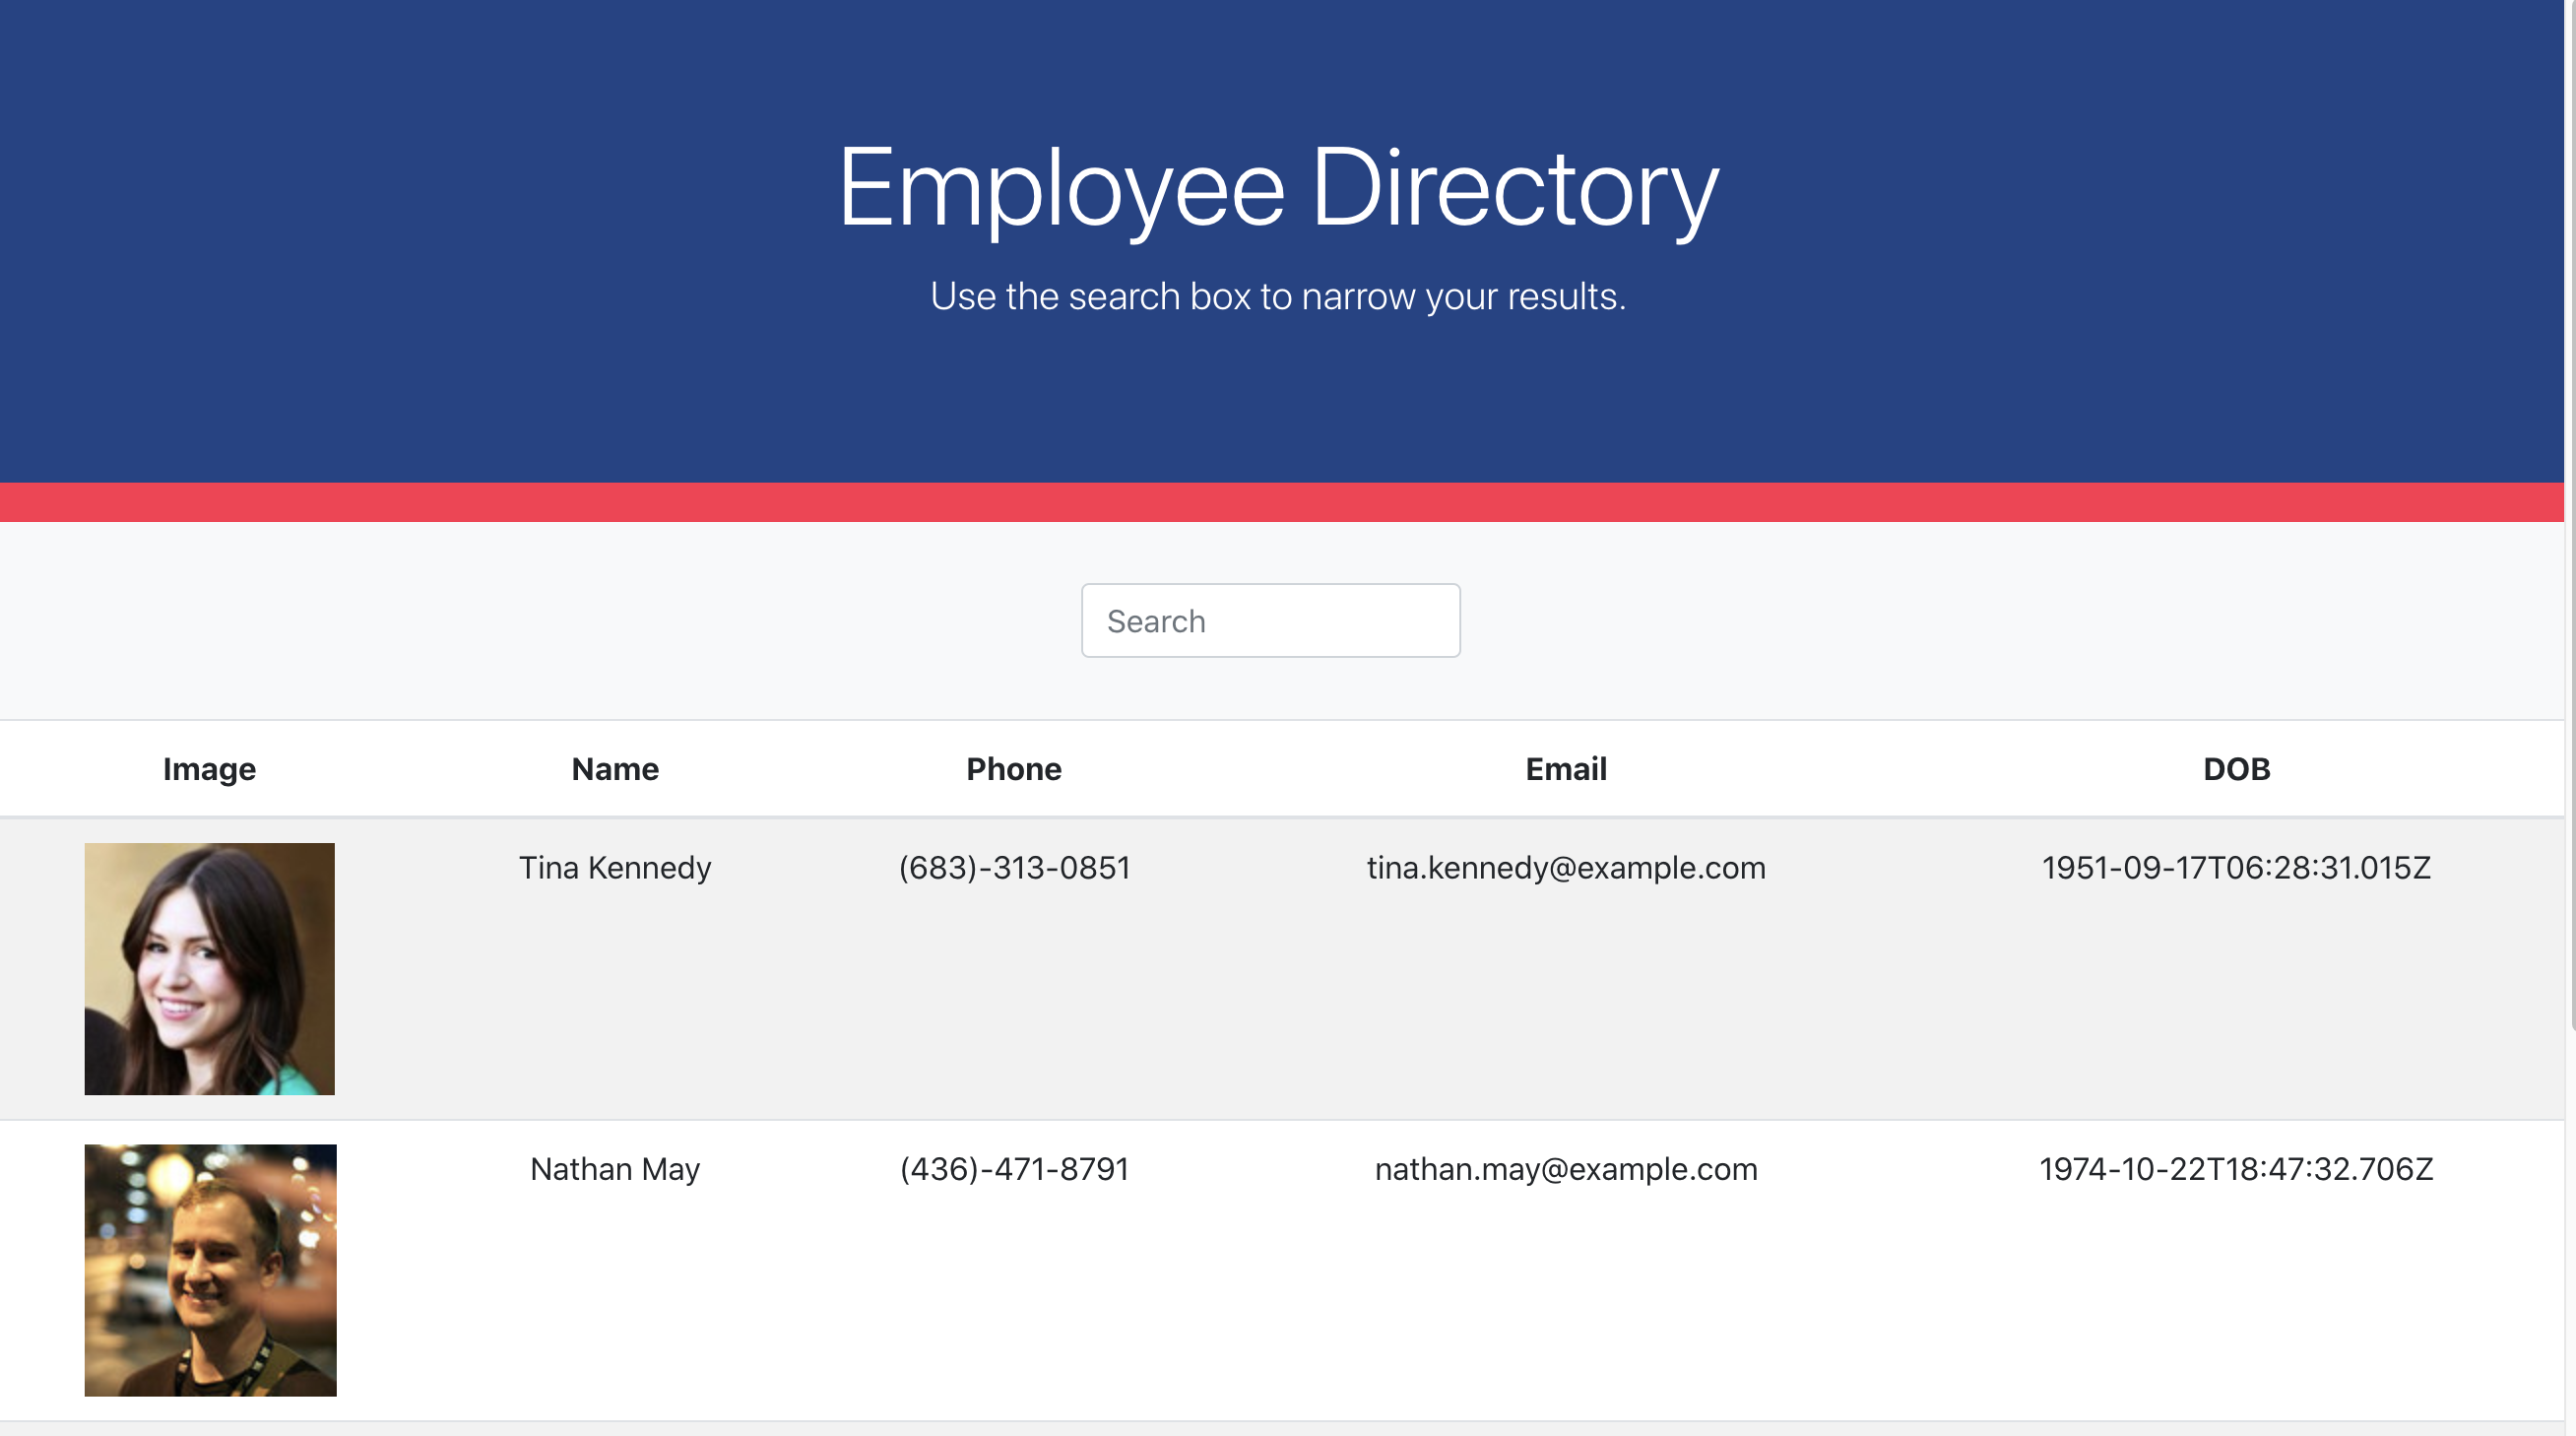 Employee Directory
Use the search box to narrow your results.
Search
Image Name Phone Email DOB
Tina Kennedy (683)-313-0851 tina.kennedy@example.com 1951-09-17T06:28:31.015Z
Nathan May (436)-471-8791 nathan.may@example.com 1974-10-22T18:47:32.706Z